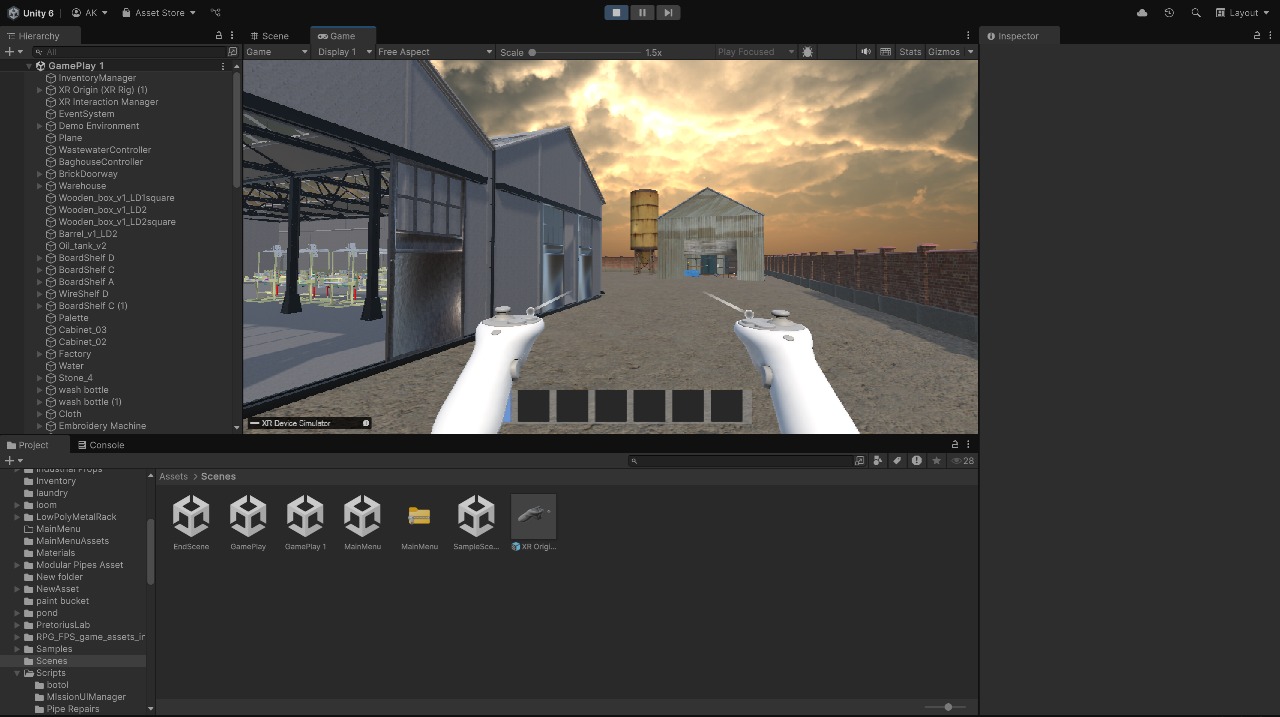 Unity 6 AK Asset Store Layout
Hierarchy Scene Game Inspector
All Game Display 1 Free Aspect Scale 1.5x Play Focused Stats Gizmos
GamePlay 1
InventoryManager
XR Origin (XR Rig) (1)
XR Interaction Manager
EventSystem
Demo Environment
Plane
WastewaterController
BaghouseController
BrickDoorway
Warehouse
Wooden_box_v1_LD1square
Wooden_box_v1_LD2
Wooden_box_v1_LD2square
Barrel_v1_LD2
Oil_tank_v2
BoardShelf D
BoardShelf C
BoardShelf A
WireShelf D
BoardShelf C (1)
Palette
Cabinet_03
Cabinet_02
Factory
Water
Stone_4
wash bottle
wash bottle (1)
Cloth
Embroidery Machine
XR Device Simulator
Project Console
28
Industrial Props
Inventory
laundry
loom
LowPolyMetalRack
MainMenu
MainMenuAssets
Materials
Modular Pipes Asset
New folder
NewAsset
paint bucket
pond
PretoriusLab
RPG_FPS_game_assets_in
Samples
Scenes
Scripts
botol
MIssionUIManager
Pipe Repairs
Assets > Scenes
EndScene GamePlay GamePlay 1 MainMenu MainMenu SampleSce... XR Origi...